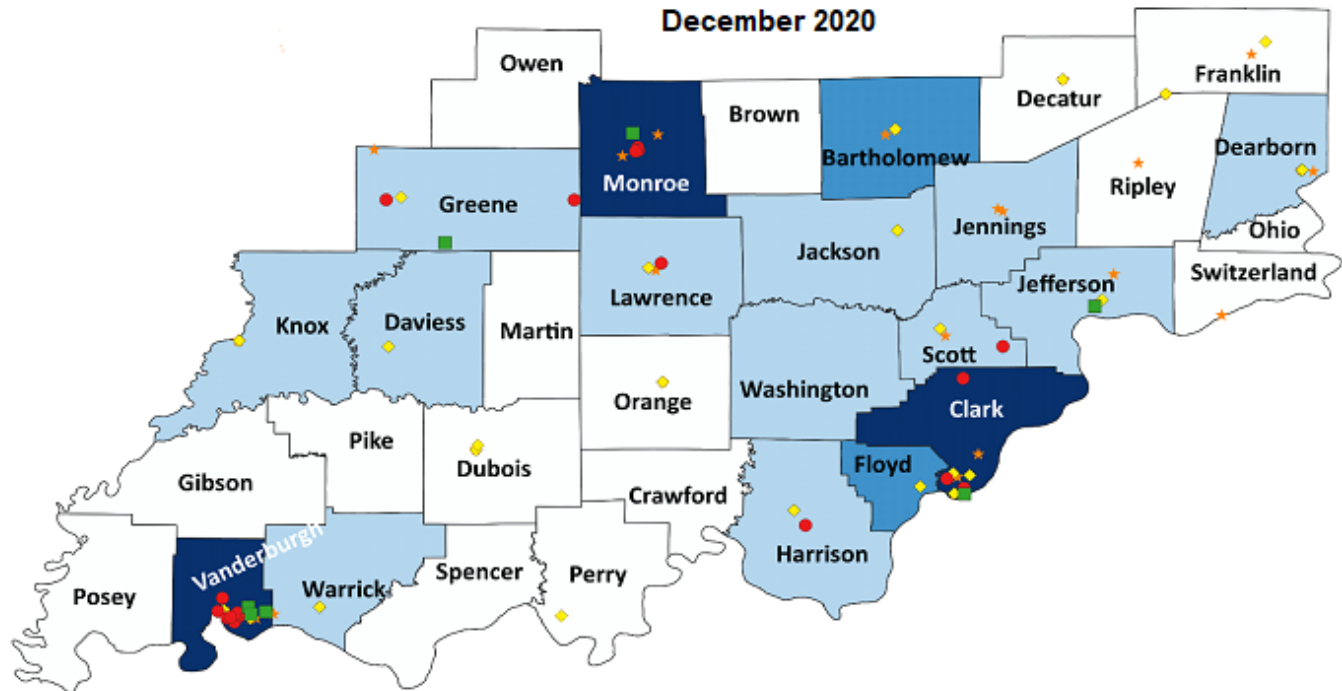 December 2020
Owen
Franklin
Decatur
Brown
Bartholomew
Dearborn
Monroe
Ripley
Greene
Jennings
Jackson
Ohio
Switzerland
Jefferson
Lawrence
Knox
Daviess
Martin
Scott
Washington
Orange
Clark
Pike
Dubois
Floyd
Gibson
Crawford
Vanderburgh
Harrison
Spencer
Perry
Warrick
Posey